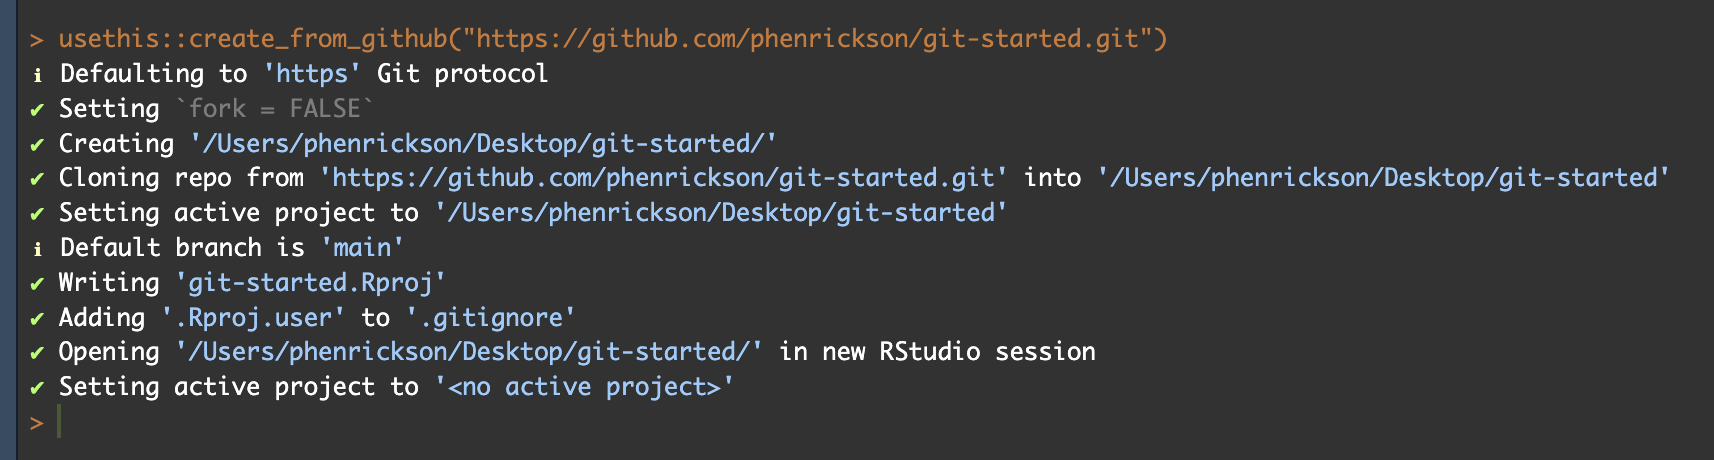 > usethis::create_from_github("https://github.com/phenrickson/git-started.git")
ℹ Defaulting to 'https' Git protocol
✔ Setting `fork = FALSE`
✔ Creating '/Users/phenrickson/Desktop/git-started/'
✔ Cloning repo from 'https://github.com/phenrickson/git-started.git' into '/Users/phenrickson/Desktop/git-started'
✔ Setting active project to '/Users/phenrickson/Desktop/git-started'
ℹ Default branch is 'main'
✔ Writing 'git-started.Rproj'
✔ Adding '.Rproj.user' to '.gitignore'
✔ Opening '/Users/phenrickson/Desktop/git-started/' in new RStudio session
✔ Setting active project to '<no active project>'
>